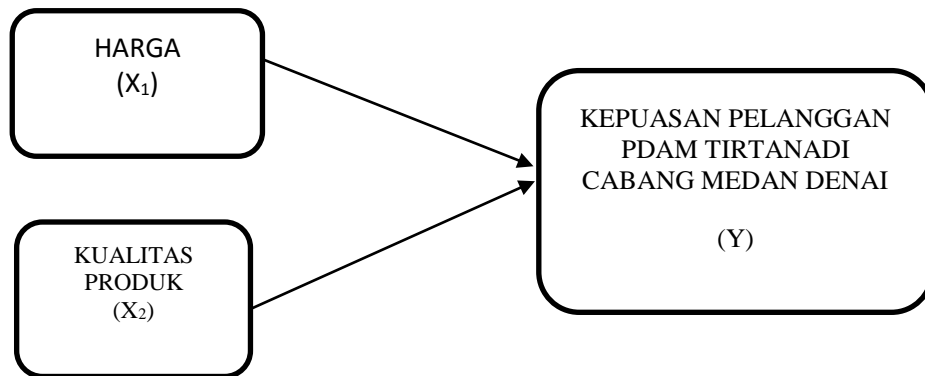 HARGA
(X₁)
KUALITAS
PRODUK
(X₂)
KEPUASAN PELANGGAN
PDAM TIRTANADI
CABANG MEDAN DENAI
(Y)